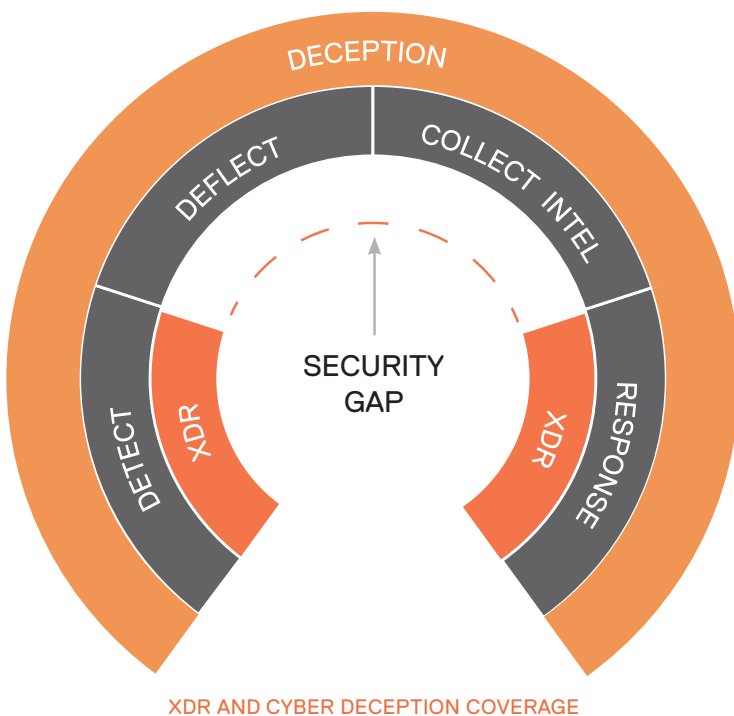 DECEPTION
DEFLECT
COLLECT INTEL
DETECT
XDR
SECURITY
GAP
XDR
RESPONSE
XDR AND CYBER DECEPTION COVERAGE